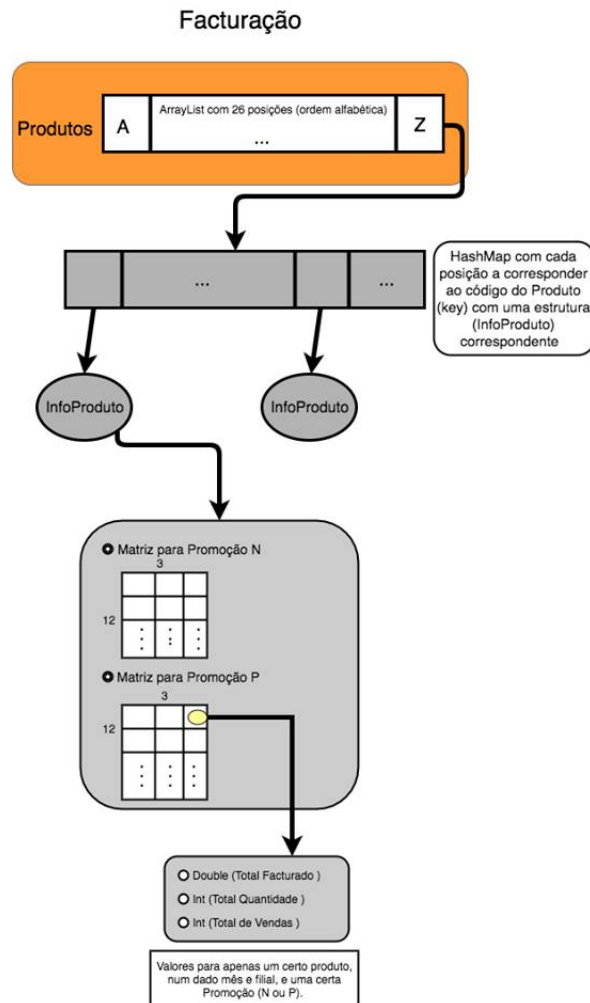 Facturação
Produtos
A
ArrayList com 26 posições (ordem alfabética)
...
Z
...
...
HashMap com cada
posição a corresponder
ao código do Produto
(key) com uma estrutura
(InfoProduto)
correspondente
InfoProduto
InfoProduto
Matriz para Promoção N
3
12
Matriz para Promoção P
3
12
Double (Total Facturado )
Int (Total Quantidade )
Int (Total de Vendas )
Valores para apenas um certo produto,
num dado mês e filial, e uma certa
Promoção (N ou P).